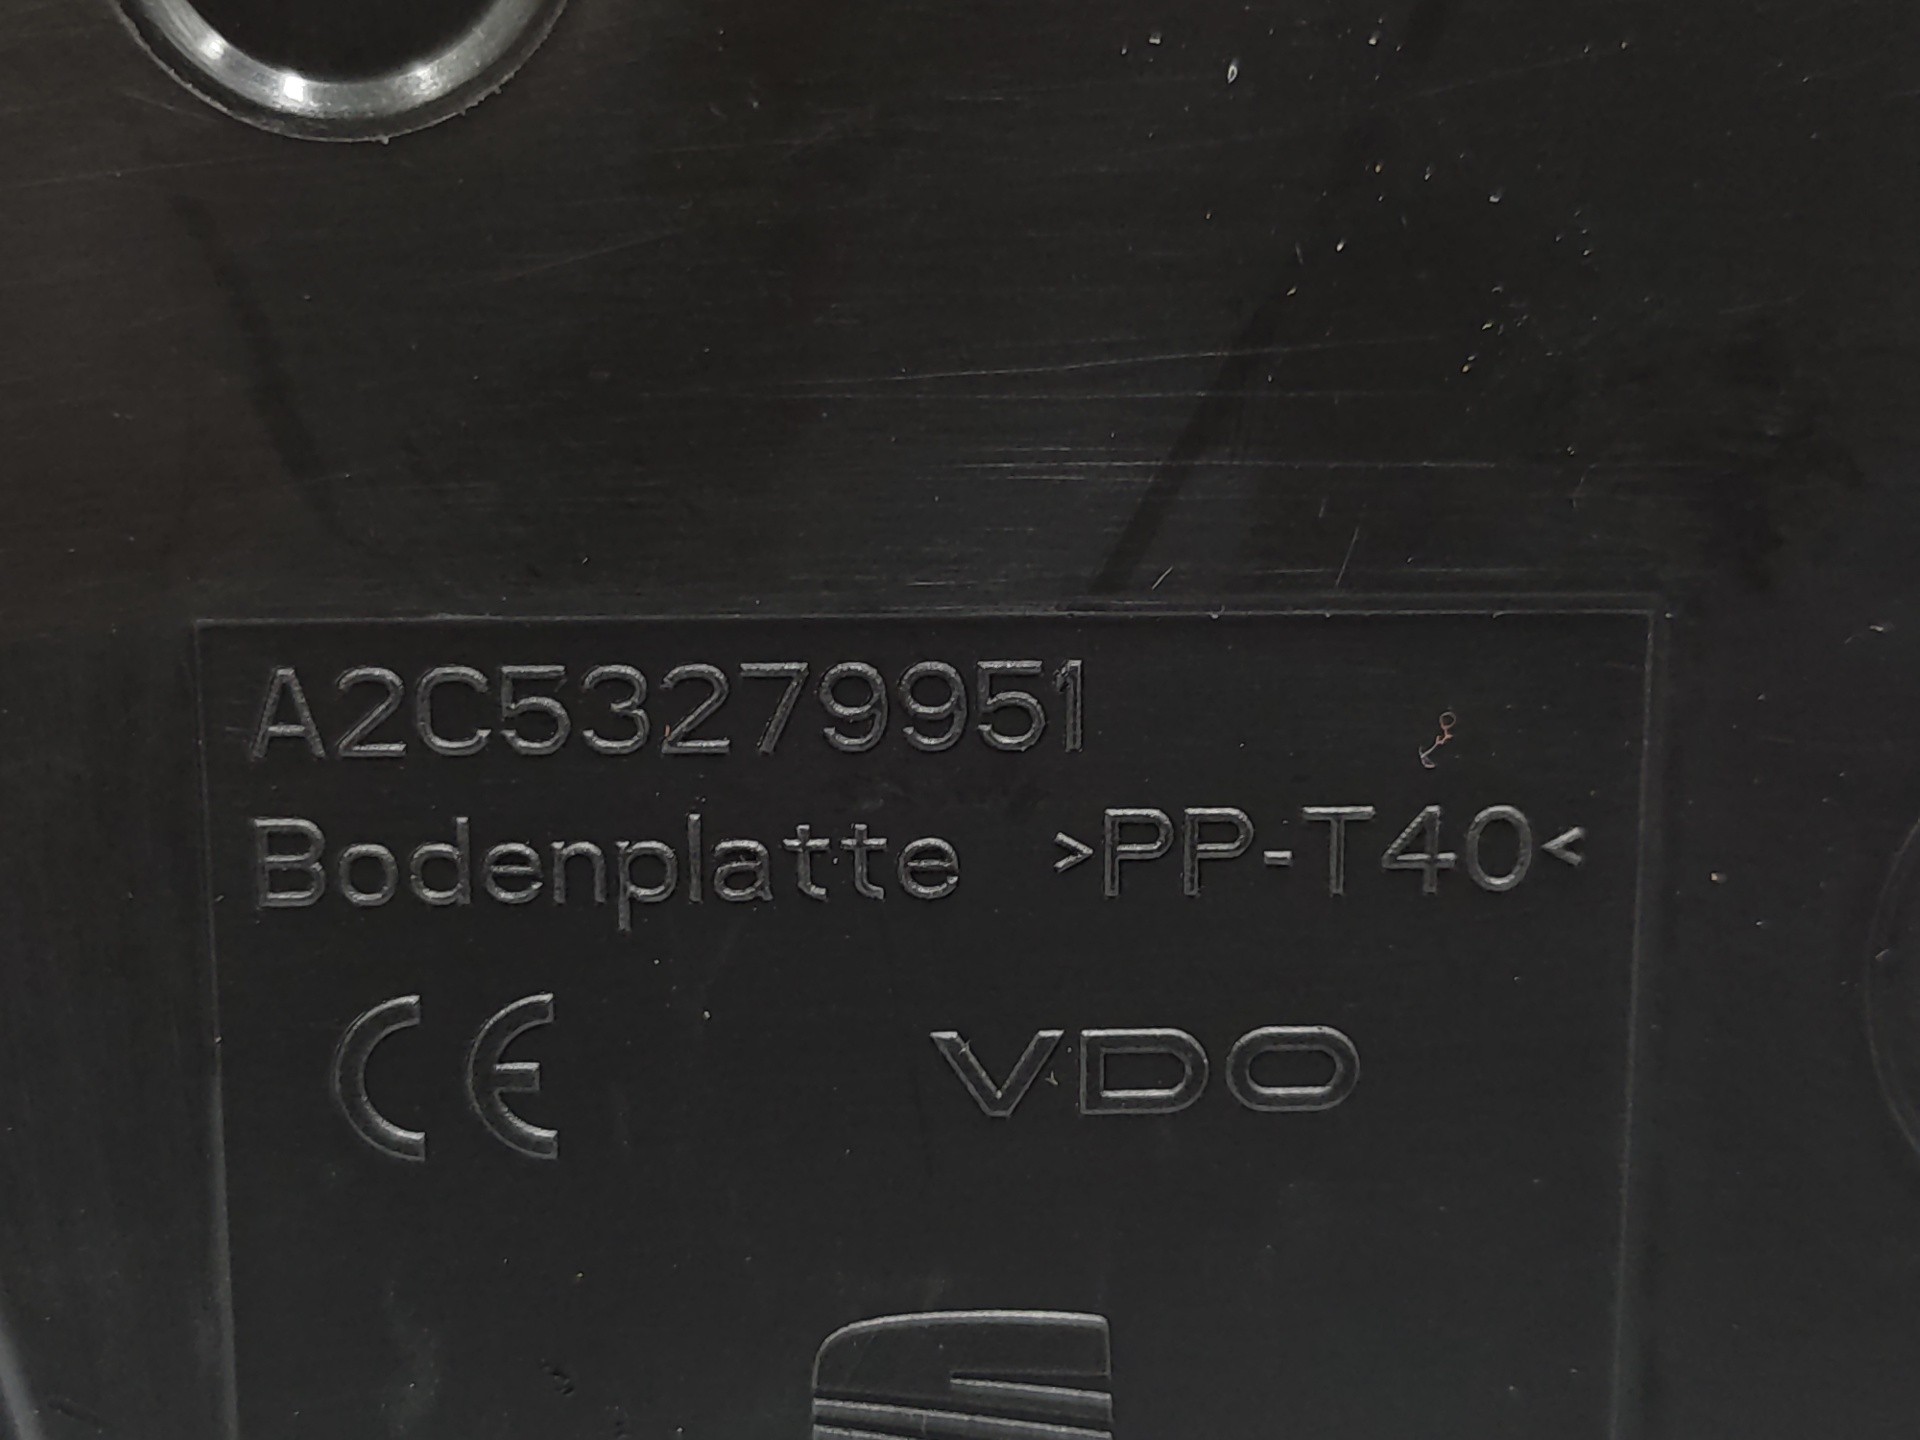 A2C53279951
Bodenplatte >PP-T40<
CE VDO